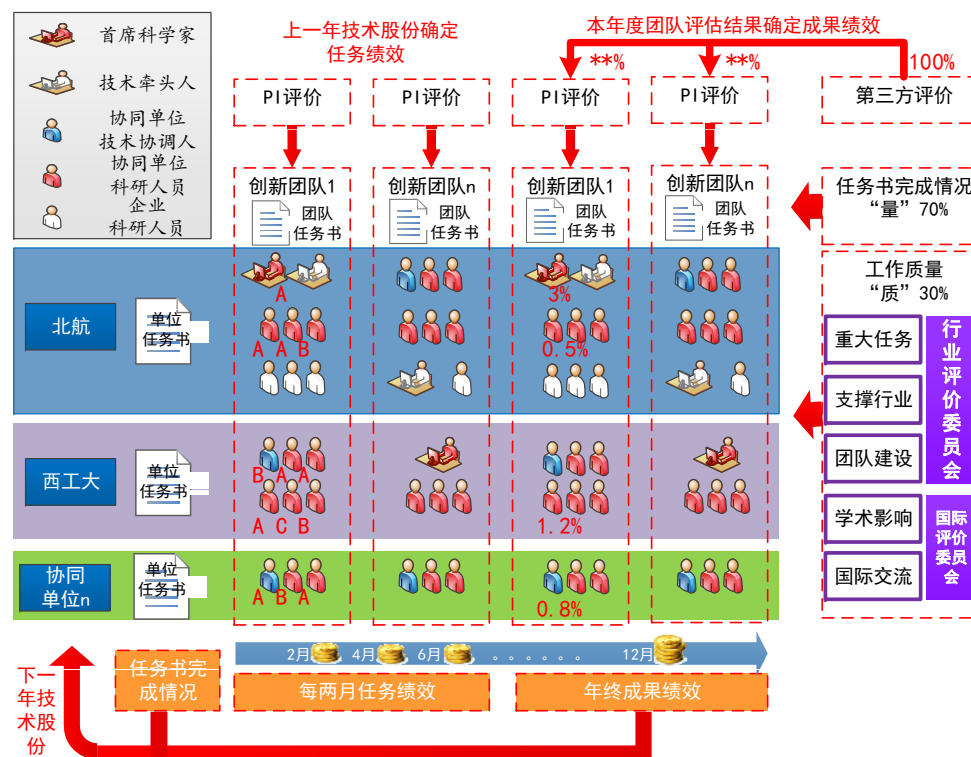 首席科学家
技术牵头人
协同单位
技术协调人
协同单位
科研人员
企业
科研人员
上一年技术股份确定
任务绩效
本年度团队评估结果确定成果绩效
**%
**%
100%
PI评价
PI评价
PI评价
PI评价
第三方评价
创新团队1
团队
任务书
创新团队n
团队
任务书
创新团队1
团队
任务书
创新团队n
团队
任务书
任务书完成情况
“量”70%
工作质量
“质”30%
重大任务
支撑行业
团队建设
学术影响
国际交流
行业评价委员会
国际
评价
委员
会
北航
单位
任务书
A
A A B
3%
0.5%
西工大
单位
任务书
B A A
A C B
1.2%
协同
单位n
单位
任务书
A B A
0.8%
2月
4月
6月
。。。。。。
12月
下一
年技
术股
份
任务书完
成情况
每两月任务绩效
年终成果绩效